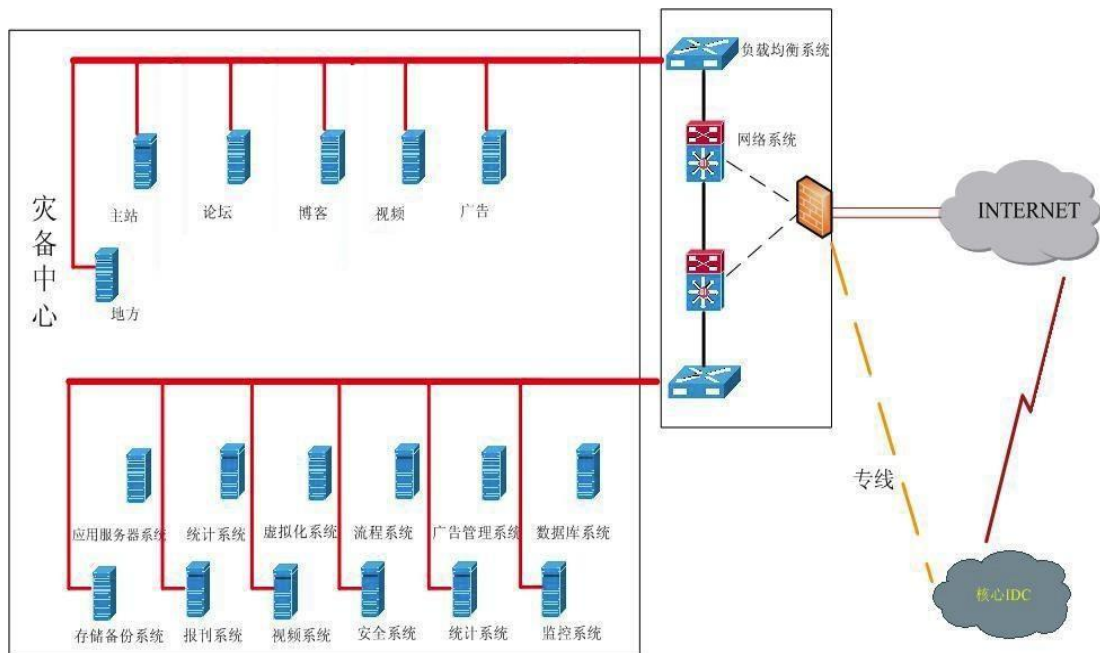 负载均衡系统
网络系统
主站
论坛
博客
视频
广告
灾备中心
地方
INTERNET
应用服务器系统
统计系统
虚拟化系统
流程系统
广告管理系统
数据库系统
专线
存储备份系统
报刊系统
视频系统
安全系统
统计系统
监控系统
核心IDC